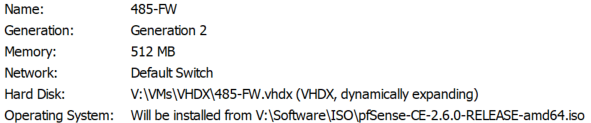 Name: 485-FW
Generation: Generation 2
Memory: 512 MB
Network: Default Switch
Hard Disk: V:\VMs\VHDX\485-FW.vhdx (VHDX, dynamically expanding)
Operating System: Will be installed from V:\Software\ISO\pfSense-CE-2.6.0-RELEASE-amd64.iso